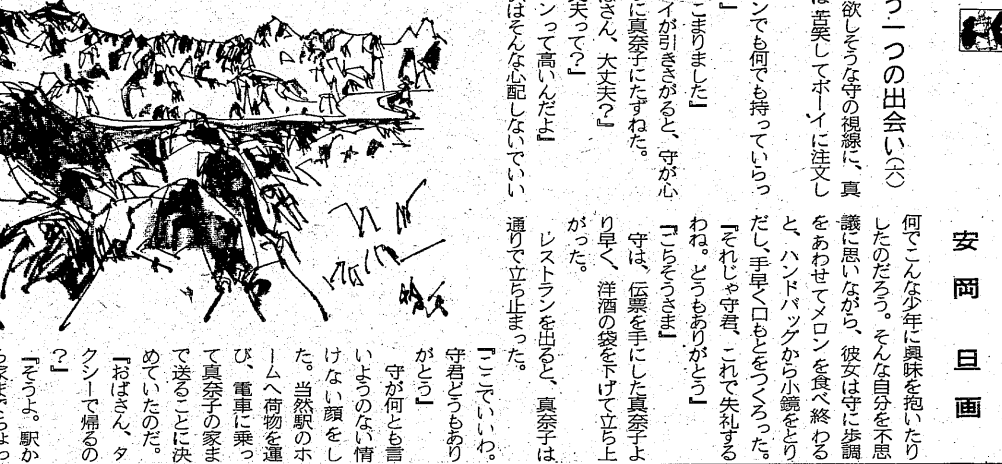 つ一つの出会い(六)
安岡旦画
欲しそうな守の視線に、真
は苦笑してボーイに注文し
ンでも何でも持っていらっ
』
こまりました』
イが引きさがると、守が心
に真奈子にたずねた。
さん、大丈夫?』
夫って?』
ンって高いんだよ』
はそんな心配しないでいい
何でこんな少年に興味を抱いたり
したのだろう。そんな自分を不思
議に思いながら、彼女は守に歩調
をあわせてメロンを食べ終わる
と、ハンドバッグから小鏡をとり
だし、手早く口もとをつくろった。
『それじゃ守君、これで失礼する
わね。どうもありがとう』
『ごちそうさま』
守は、伝票を手にした真奈子よ
り早く、洋酒の袋を下げて立ち上
がった。
レストランを出ると、真奈子は
通りで立ち止まった。
『ここでいいわ。
守君どうもあり
がとう』
守が何とも言
いようのない情
けない顔をし
た。当然駅のホ
ームへ荷物を運
び、電車に乗っ
て真奈子の家ま
で送ることに決
めていたのだ。
『おばさん、タ
クシーで帰るの
?』
『そうよ。駅か
ら家までちょっ